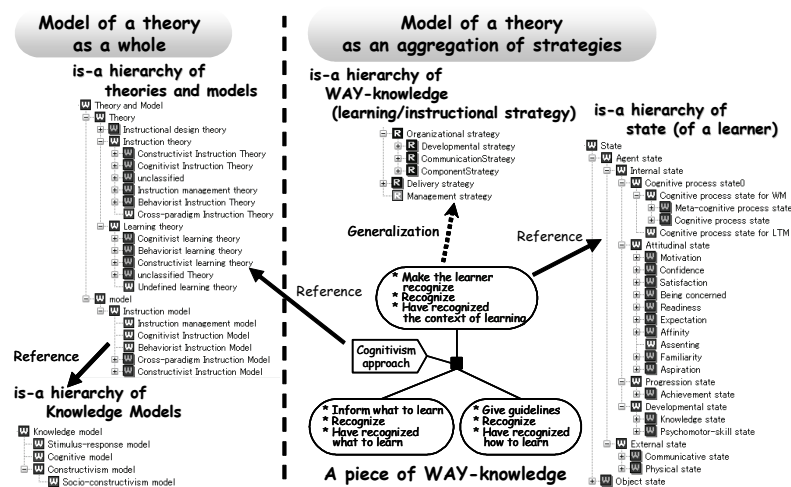 Model of a theory
as a whole
is-a hierarchy of
theories and models
Theory and Model
Theory
Instructional design theory
Instruction theory
Constructivist Instruction Theory
Cognitivist Instruction Theory
unclassified
Instruction management theory
Behaviorist Instruction Theory
Cross-paradigm Instruction Theory
Learning theory
Cognitivist learning theory
Behaviorist learning theory
Constructivist learning theory
unclassified Theory
Undefined learning theory
model
Instruction model
Instruction management model
Cognitivist Instruction Model
Behaviorist Instruction Model
Cross-paradigm Instruction Model
Constructivist Instruction Model
Reference
is-a hierarchy of
Knowledge Models
Knowledge model
Stimulus-response model
Cognitive model
Constructivism model
Socio-constructivism model
Model of a theory
as an aggregation of strategies
is-a hierarchy of
WAY-knowledge
(learning/instructional strategy)
Organizational strategy
Developmental strategy
CommunicationStrategy
ComponentStrategy
Delivery strategy
Management strategy
Generalization
Reference
Reference
* Make the learner
recognize
* Recognize
* Have recognized
the context of learning
Cognitivism
approach
* Inform what to learn
* Recognize
* Have recognized
what to learn
* Give guidelines
* Recognize
* Have recognized
how to learn
A piece of WAY-knowledge
is-a hierarchy of
state (of a learner)
State
Agent state
Internal state
Cognitive process state0
Cognitive process state for WM
Meta-cognitive process state
Cognitive process state
Cognitive process state for LTM
Attitudinal state
Motivation
Confidence
Satisfaction
Being concerned
Readiness
Expectation
Affinity
Assenting
Familiarity
Aspiration
Progression state
Achievement state
Developmental state
Knowledge state
Psychomotor-skill state
External state
Communicative state
Physical state
Object state